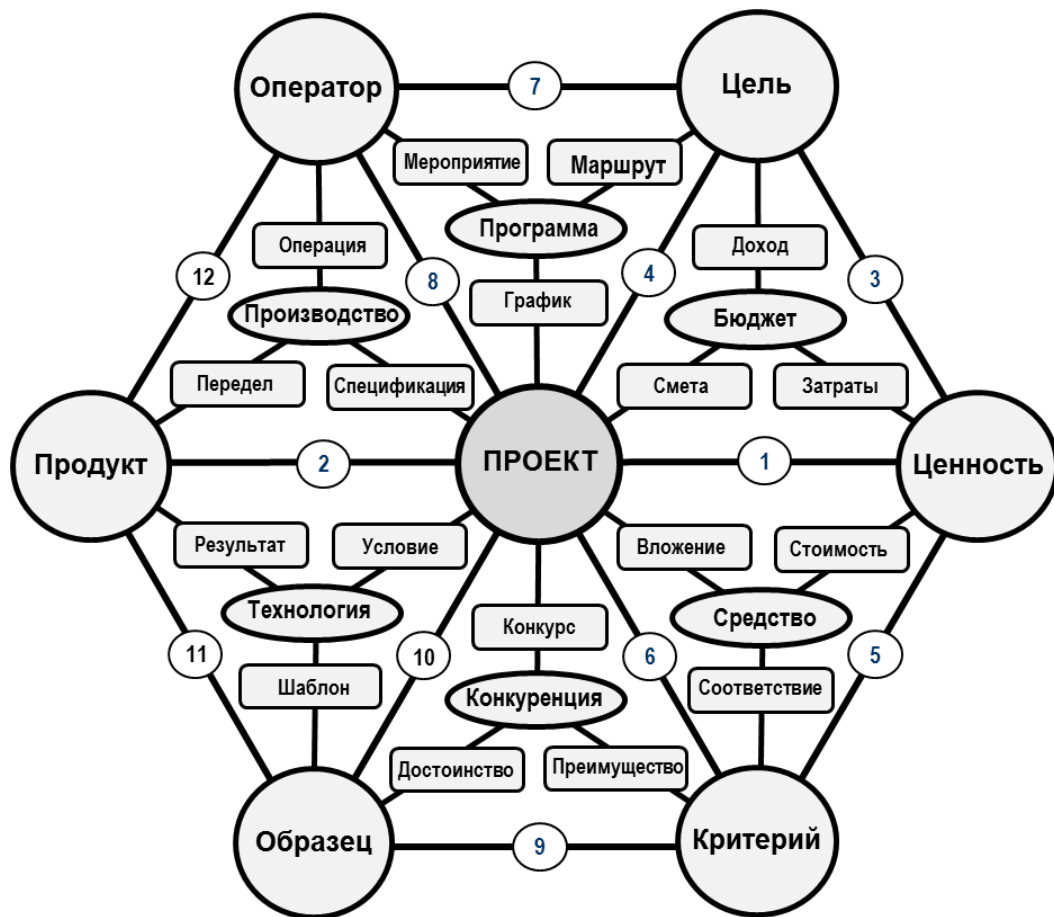 Оператор
7
Цель
Мероприятие
Маршрут
Программа
Операция
Доход
12
8
4
3
График
Производство
Бюджет
Передел
Спецификация
Смета
Затраты
Продукт
2
ПРОЕКТ
1
Ценность
Результат
Условие
Вложение
Стоимость
Технология
Конкурс
Средство
11
10
6
5
Шаблон
Конкуренция
Соответствие
Достоинство
Преимущество
Образец
9
Критерий